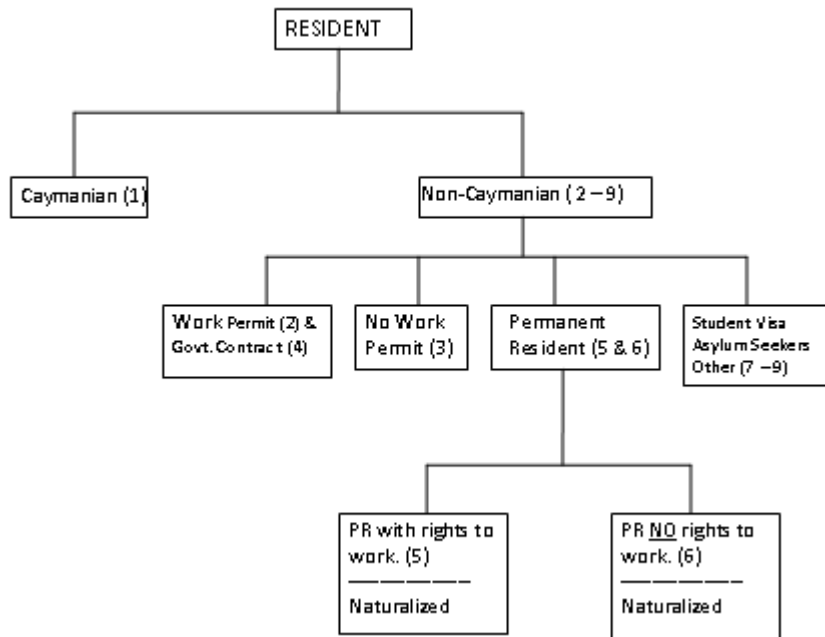 RESIDENT
Caymanian (1)
Non-Caymanian ( 2 – 9)
Work Permit (2) &
Govt. Contract (4)
No Work
Permit (3)
Permanent
Resident (5 & 6)
Student Visa
Asylum Seekers
Other (7 – 9)
PR with rights to
work. (5)
———————
Naturalized
PR NO rights to
work. (6)
———————
Naturalized